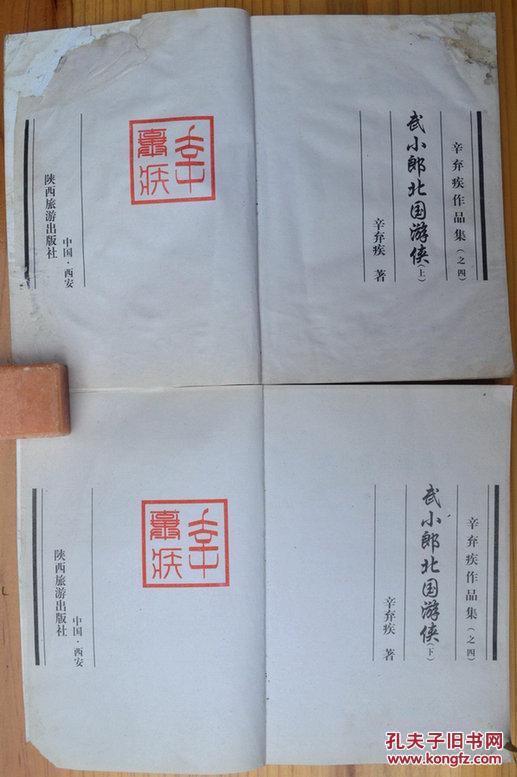 辛弃疾作品集(之四)
武小郎北国游侠(上)
辛弃疾 著
辛弃疾
中国·西安
陕西旅游出版社
辛弃疾作品集(之四)
武小郎北国游侠(下)
辛弃疾 著
辛弃疾
中国·西安
陕西旅游出版社
孔夫子旧书网
www.kongfz.com